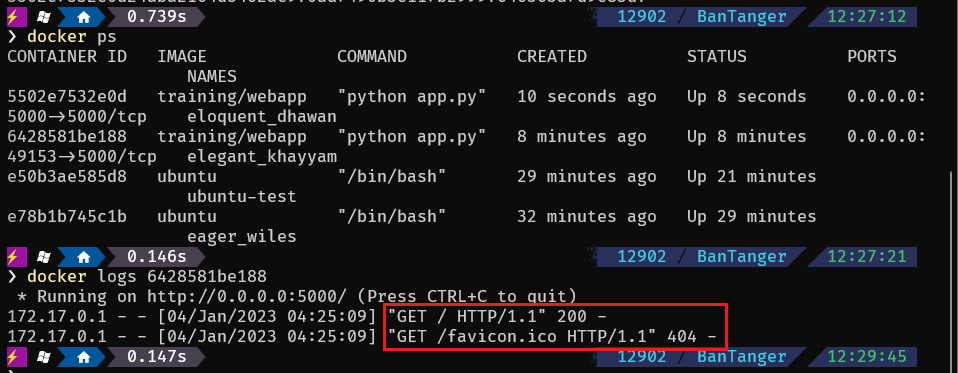 0.739s 12902 / BanTanger 12:27:12
❯ docker ps
CONTAINER ID IMAGE COMMAND CREATED STATUS PORTS
NAMES
5502e7532e0d training/webapp "python app.py" 10 seconds ago Up 8 seconds 0.0.0.0:
5000->5000/tcp eloquent_dhawan
6428581be188 training/webapp "python app.py" 8 minutes ago Up 8 minutes 0.0.0.0:
49153->5000/tcp elegant_khayyam
e50b3ae585d8 ubuntu "/bin/bash" 29 minutes ago Up 21 minutes
ubuntu-test
e78b1b745c1b ubuntu "/bin/bash" 32 minutes ago Up 29 minutes
eager_wiles
0.146s 12902 / BanTanger 12:27:21
❯ docker logs 6428581be188
* Running on http://0.0.0.0:5000/ (Press CTRL+C to quit)
172.17.0.1 - - [04/Jan/2023 04:25:09] "GET / HTTP/1.1" 200 -
172.17.0.1 - - [04/Jan/2023 04:25:09] "GET /favicon.ico HTTP/1.1" 404 -
0.147s 12902 / BanTanger 12:29:45